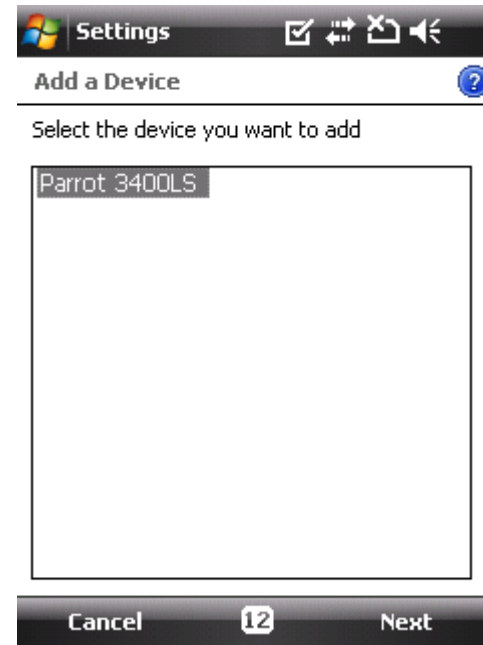 Settings
Add a Device
?
Select the device you want to add
Parrot 3400LS
Cancel 12 Next